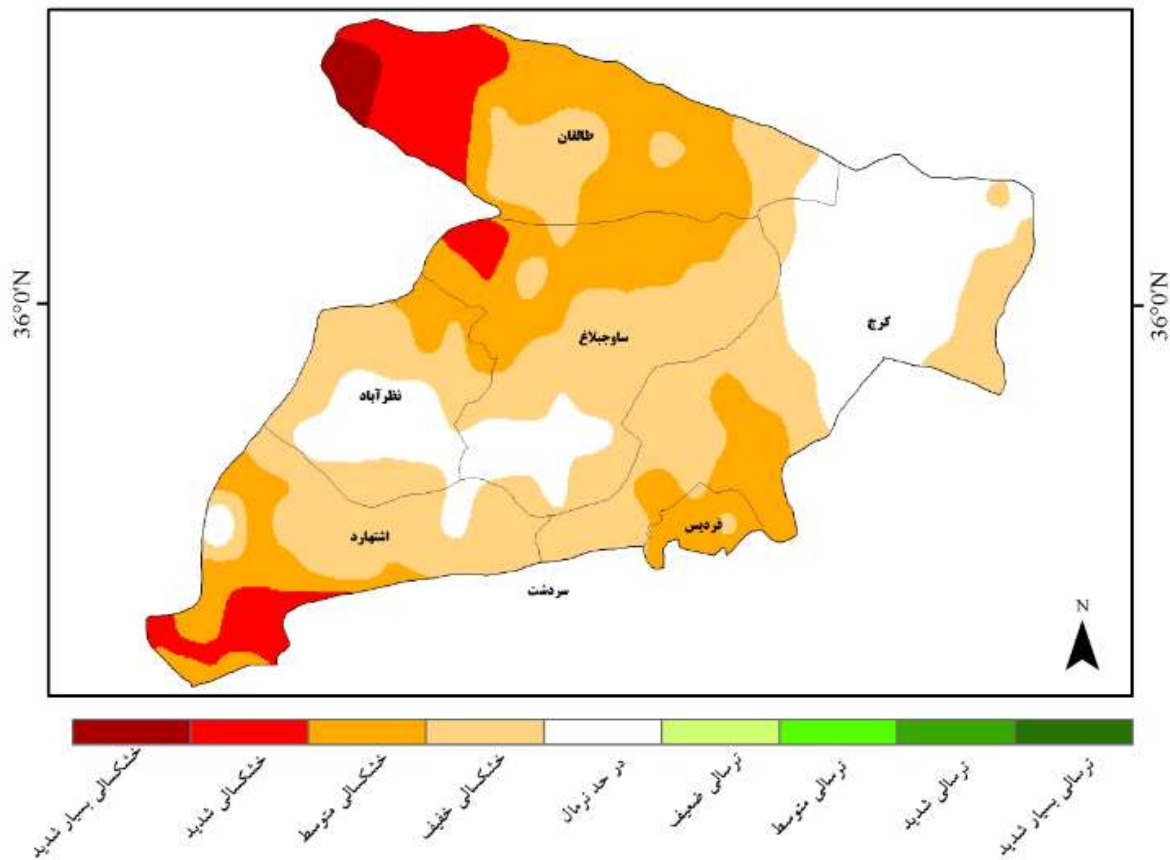 طالقان
36°0'N
36°0'N
کرج
ساوجبلاغ
نظرآباد
فردیس
اشتهارد
سردشت
N
خشکسالی بسیار شدید
خشکسالی شدید
خشکسالی متوسط
خشکسالی خفیف
در حد نرمال
ترسالی ضعیف
ترسالی متوسط
ترسالی شدید
ترسالی بسیار شدید